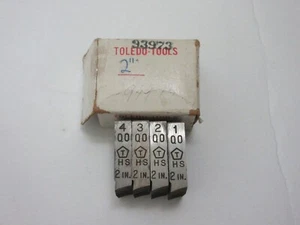 93973
TOLEDO-TOOLS
2"
4 3 2 1
00 00 00 00
T T T T
HS HS HS HS
2 IN. 2 IN. 2 IN. 2 IN.